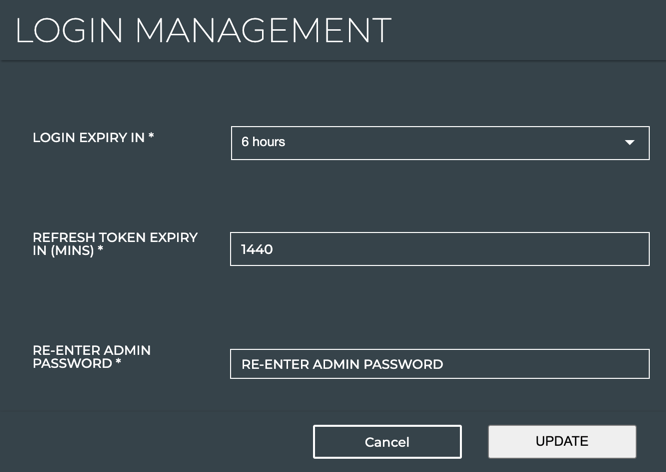 LOGIN MANAGEMENT
LOGIN EXPIRY IN *
6 hours
REFRESH TOKEN EXPIRY
IN (MINS) *
1440
RE-ENTER ADMIN
PASSWORD *
RE-ENTER ADMIN PASSWORD
Cancel
UPDATE